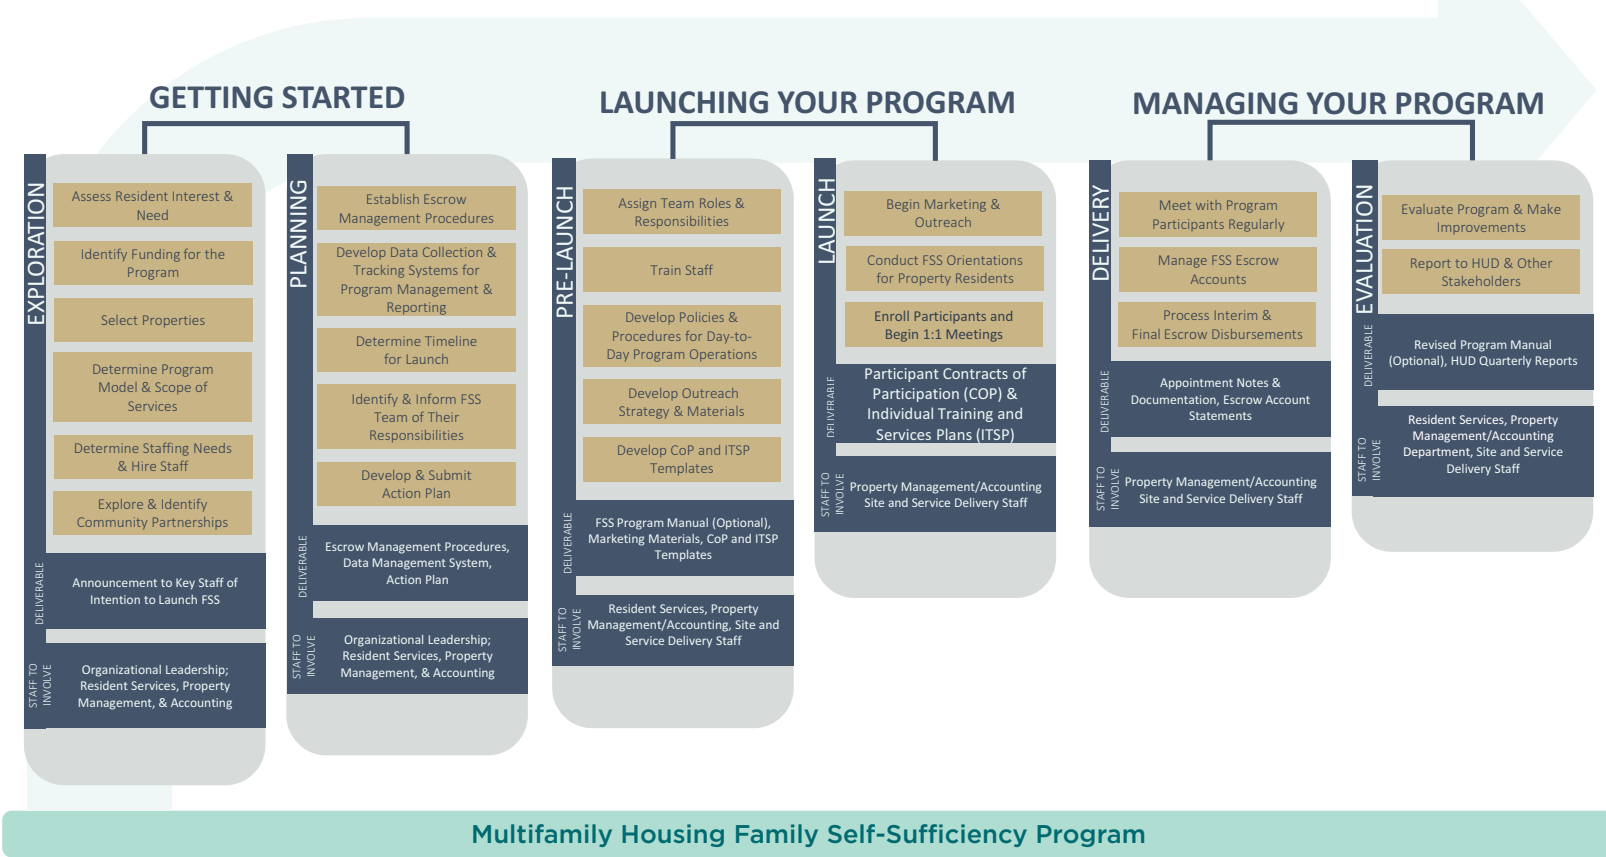 GETTING STARTED
EXPLORATION
Assess Resident Interest &
Need
Identify Funding for the
Program
Select Properties
Determine Program
Model & Scope of
Services
Determine Staffing Needs
& Hire Staff
Explore & Identify
Community Partnerships
DELIVERABLE
Announcement to Key Staff of
Intention to Launch FSS
STAFF TO
INVOLVE
Organizational Leadership;
Resident Services, Property
Management, & Accounting
PLANNING
Establish Escrow
Management Procedures
Develop Data Collection &
Tracking Systems for
Program Management &
Reporting
Determine Timeline
for Launch
Identify & Inform FSS
Team of Their
Responsibilities
Develop & Submit
Action Plan
DELIVERABLE
Escrow Management Procedures,
Data Management System,
Action Plan
STAFF TO
INVOLVE
Organizational Leadership;
Resident Services, Property
Management, & Accounting
LAUNCHING YOUR PROGRAM
PRE-LAUNCH
Assign Team Roles &
Responsibilities
Train Staff
Develop Policies &
Procedures for Day-to-
Day Program Operations
Develop Outreach
Strategy & Materials
Develop CoP and ITSP
Templates
DELIVERABLE
FSS Program Manual (Optional),
Marketing Materials, CoP and ITSP
Templates
STAFF TO
INVOLVE
Resident Services, Property
Management/Accounting, Site and
Service Delivery Staff
LAUNCH
Begin Marketing &
Outreach
Conduct FSS Orientations
for Property Residents
Enroll Participants and
Begin 1:1 Meetings
DELIVERABLE
Participant Contracts of
Participation (COP) &
Individual Training and
Services Plans (ITSP)
STAFF TO
INVOLVE
Property Management/Accounting
Site and Service Delivery Staff
MANAGING YOUR PROGRAM
DELIVERY
Meet with Program
Participants Regularly
Manage FSS Escrow
Accounts
Process Interim &
Final Escrow Disbursements
DELIVERABLE
Appointment Notes &
Documentation, Escrow Account
Statements
STAFF TO
INVOLVE
Property Management/Accounting
Site and Service Delivery Staff
EVALUATION
Evaluate Program & Make
Improvements
Report to HUD & Other
Stakeholders
DELIVERABLE
Revised Program Manual
(Optional), HUD Quarterly Reports
STAFF TO
INVOLVE
Resident Services, Property
Management/Accounting
Department, Site and Service
Delivery Staff
Multifamily Housing Family Self-Sufficiency Program